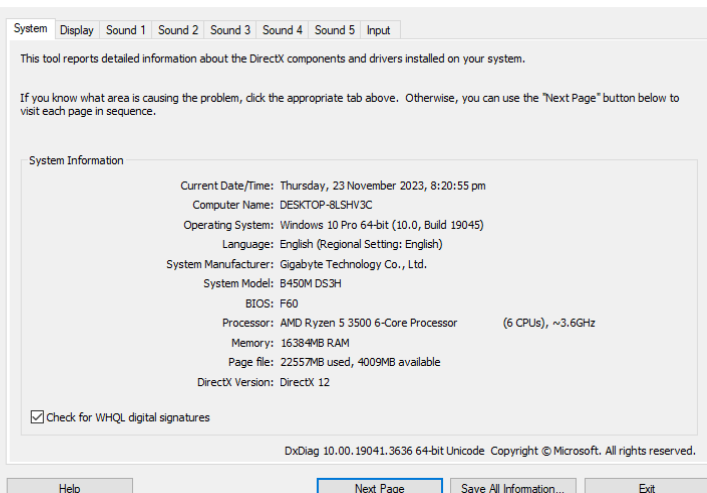 System Display Sound 1 Sound 2 Sound 3 Sound 4 Sound 5 Input
This tool reports detailed information about the DirectX components and drivers installed on your system.
If you know what area is causing the problem, click the appropriate tab above. Otherwise, you can use the "Next Page" button below to
visit each page in sequence.
System Information
Current Date/Time: Thursday, 23 November 2023, 8:20:55 pm
Computer Name: DESKTOP-8LSHV3C
Operating System: Windows 10 Pro 64-bit (10.0, Build 19045)
Language: English (Regional Setting: English)
System Manufacturer: Gigabyte Technology Co., Ltd.
System Model: B450M DS3H
BIOS: F60
Processor: AMD Ryzen 5 3500 6-Core Processor (6 CPUs), ~3.6GHz
Memory: 16384MB RAM
Page file: 22557MB used, 4009MB available
DirectX Version: DirectX 12
Check for WHQL digital signatures
DxDiag 10.00.19041.3636 64-bit Unicode Copyright © Microsoft. All rights reserved.
Help Next Page Save All Information... Exit